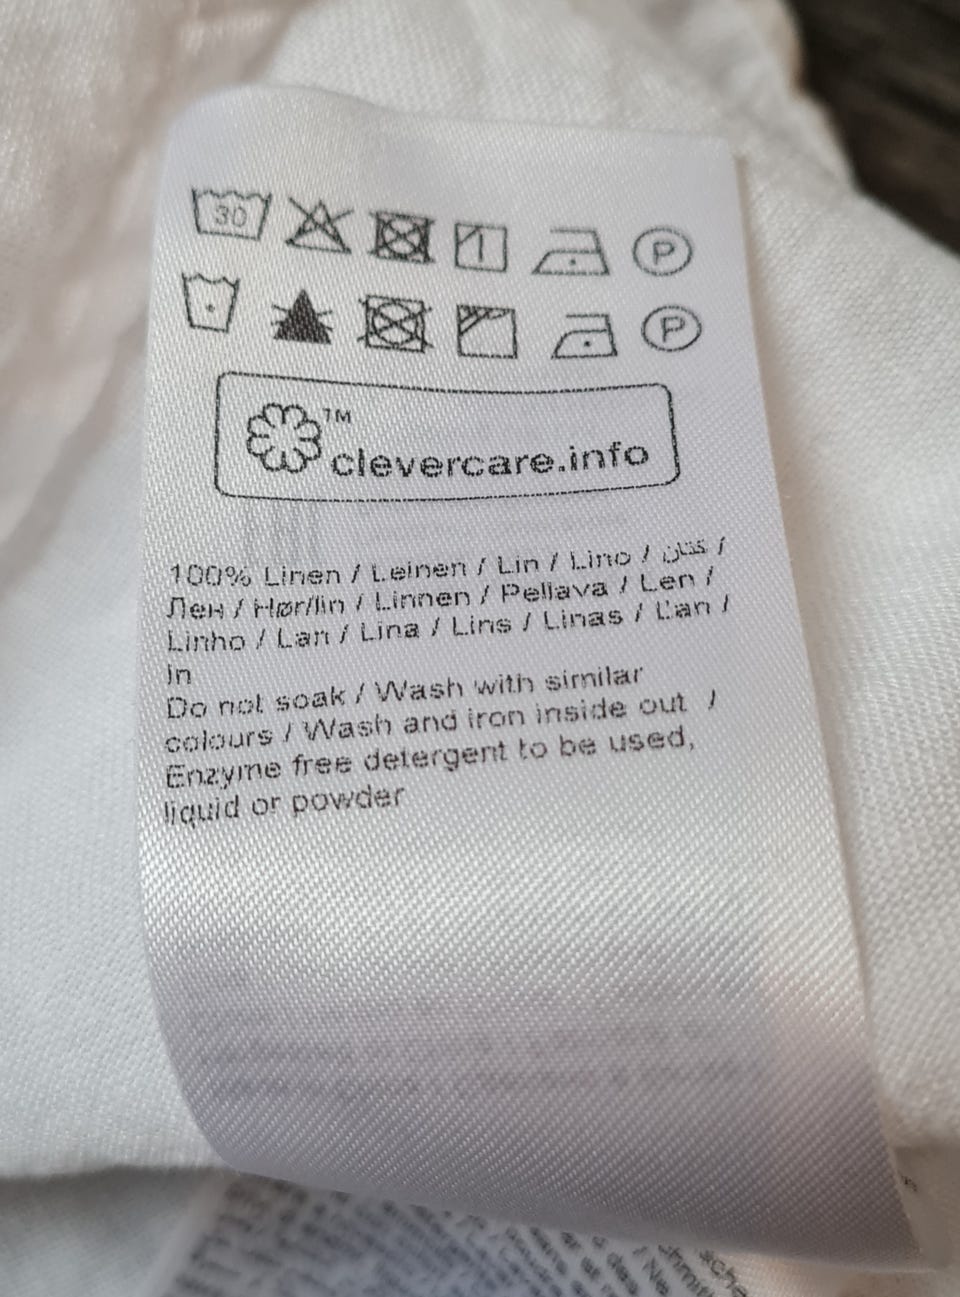 30
P
P
™
clevercare.info
100% Linen / Leinen / Lin / Lino / كتان /
Лен / Hør/lin / Linnen / Pellava / Len /
Linho / Lan / Lina / Lins / Linas / Ľan /
in
Do not soak / Wash with similar
colours / Wash and iron inside out /
Enzyme free detergent to be used,
liquid or powder